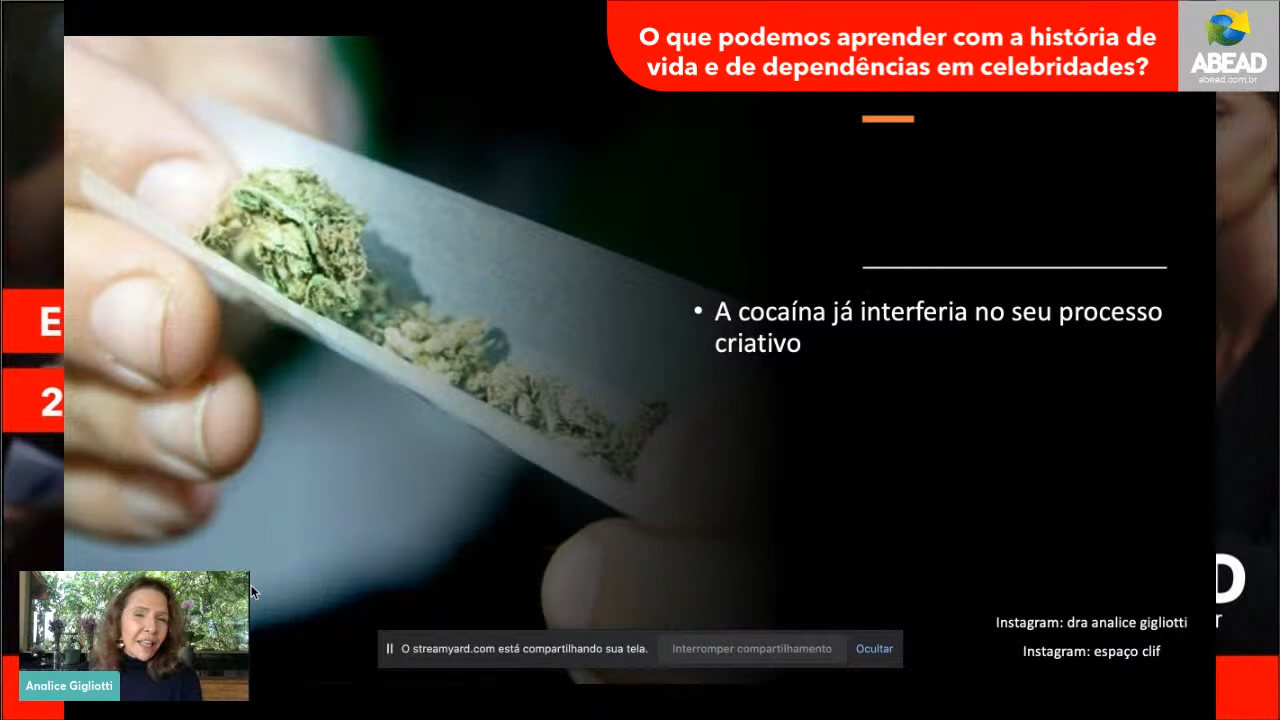 O que podemos aprender com a história de
vida e de dependências em celebridades?
ABEAD
abead.com.br
E
2
• A cocaína já interferia no seu processo
criativo
D
r
Instagram: dra analice gigliotti
Instagram: espaço clif
O streamyard.com está compartilhando sua tela.
Interromper compartilhamento
Ocultar
Analice Gigliotti